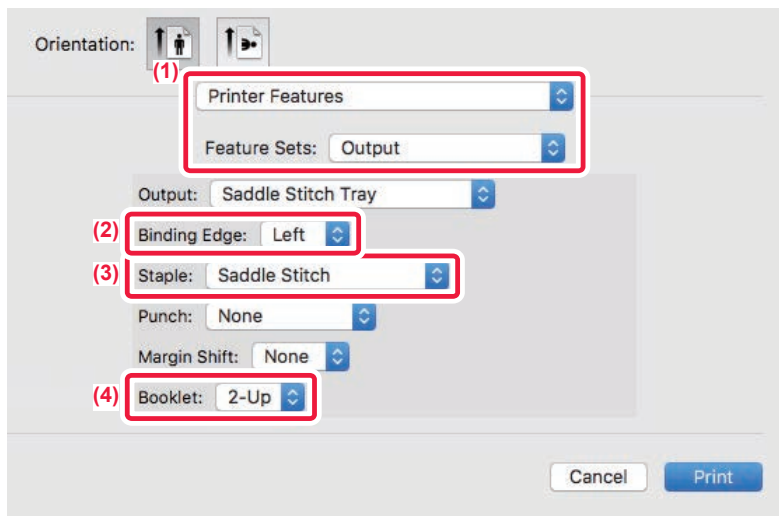 Orientation:
(1)
Printer Features
Feature Sets: Output
Output: Saddle Stitch Tray
(2) Binding Edge: Left
(3) Staple: Saddle Stitch
Punch: None
Margin Shift: None
(4) Booklet: 2-Up
Cancel Print